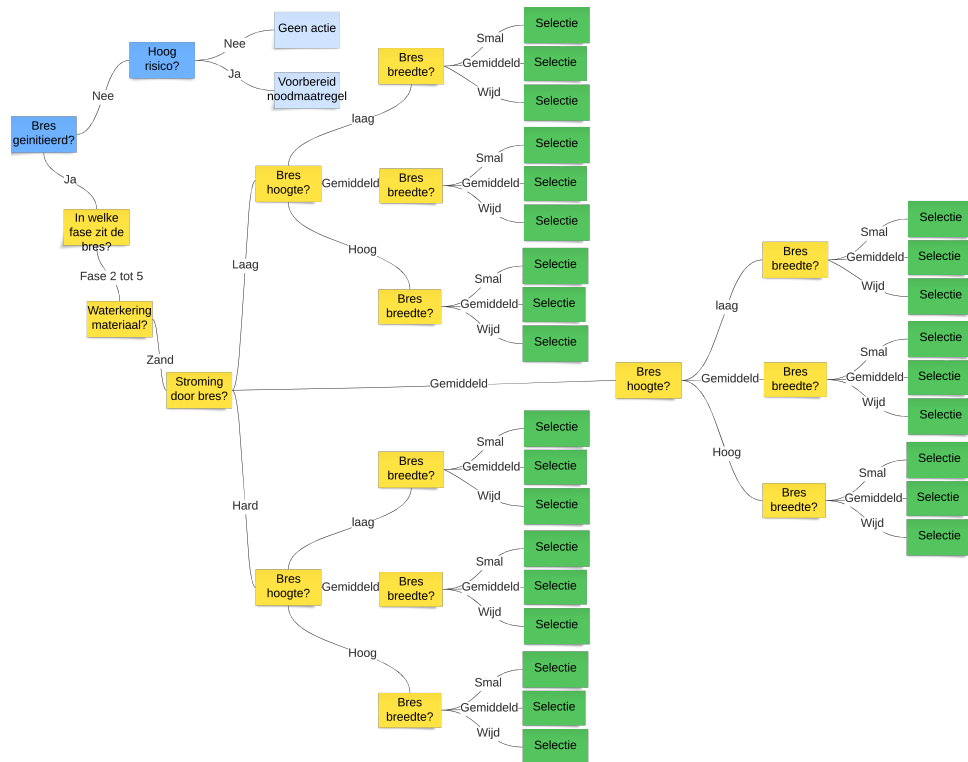 Hoog
risico?
Nee
Geen actie
Ja
Voorbereid
noodmaatregel
Nee
Bres
geinitieerd?
Ja
In welke
fase zit de
bres?
Fase 2 tot 5
Waterkering
materiaal?
Zand
Stroming
door bres?
Laag
Bres
hoogte?
laag
Bres
breedte?
Smal
Selectie
Gemiddeld
Selectie
Wijd
Selectie
Gemiddeld
Bres
breedte?
Smal
Selectie
Gemiddeld
Selectie
Wijd
Selectie
Hoog
Bres
breedte?
Smal
Selectie
Gemiddeld
Selectie
Wijd
Selectie
Gemiddeld
Bres
hoogte?
laag
Bres
breedte?
Smal
Selectie
Gemiddeld
Selectie
Wijd
Selectie
Gemiddeld
Bres
breedte?
Smal
Selectie
Gemiddeld
Selectie
Wijd
Selectie
Hoog
Bres
breedte?
Smal
Selectie
Gemiddeld
Selectie
Wijd
Selectie
Hard
Bres
hoogte?
laag
Bres
breedte?
Smal
Selectie
Gemiddeld
Selectie
Wijd
Selectie
Gemiddeld
Bres
breedte?
Smal
Selectie
Gemiddeld
Selectie
Wijd
Selectie
Hoog
Bres
breedte?
Smal
Selectie
Gemiddeld
Selectie
Wijd
Selectie